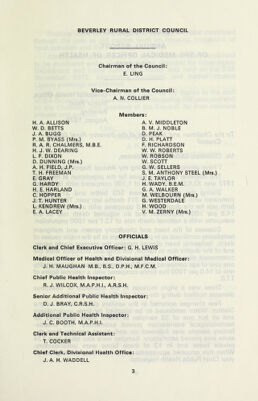 BEVERLEY RURAL DISTRICT COUNCIL
Chairman of the Council:
E. LING
Vice-Chairman of the Council:
A. N. COLLIER
Members:
H. A. ALLISON
W. D. BETTS
J. A. BUGG
P. M. BYASS (Mrs.)
R. A. R. CHALMERS, M.B.E.
H. J. W. DEARING
L. F. DIXON
D. DUNNING (Mrs.)
A. H. FIELD, J.P.
T. H. FREEMAN
E. GRAY
G. HARDY
H. E. HARLAND
C. HOPPER
J. T. HUNTER
L. KENDREW (Mrs.)
E. A. LACEY
A. V. MIDDLETON
B. M. J. NOBLE
D. PEAK
D. H. PLATT
F. RICHARDSON
W. W. ROBERTS
W. ROBSON
W. SCOTT
G. W. SELLERS
S. M. ANTHONY STEEL (Mrs.)
J. E. TAYLOR
H. WADY, B.E.M.
G. A. WALKER
M. WELBOURN (Mrs.)
G. WESTERDALE
H. WOOD
V. M. ZERNY (Mrs.)
OFFICIALS
Clerk and Chief Executive Officer: G. H. LEWIS
Medical Officer of Health and Divisional Medical Officer:
J. H. MAUGHAN M.B., B.S., D.P.H., M.F.C.M.
Chief Public Health Inspector:
R. J. WILCOX, M.A.P.H.I., A.R.S.H.
Senior Additional Public Health Inspector:
D. J. BRAY, C.R.S.H.
Additional Public Health Inspector:
J. C. BOOTH, M.A.P.H.I.
Clerk and Technical Assistant:
T. COCKER
Chief Clerk, Divisional Health Office:
J. A. H. WADDELL
3